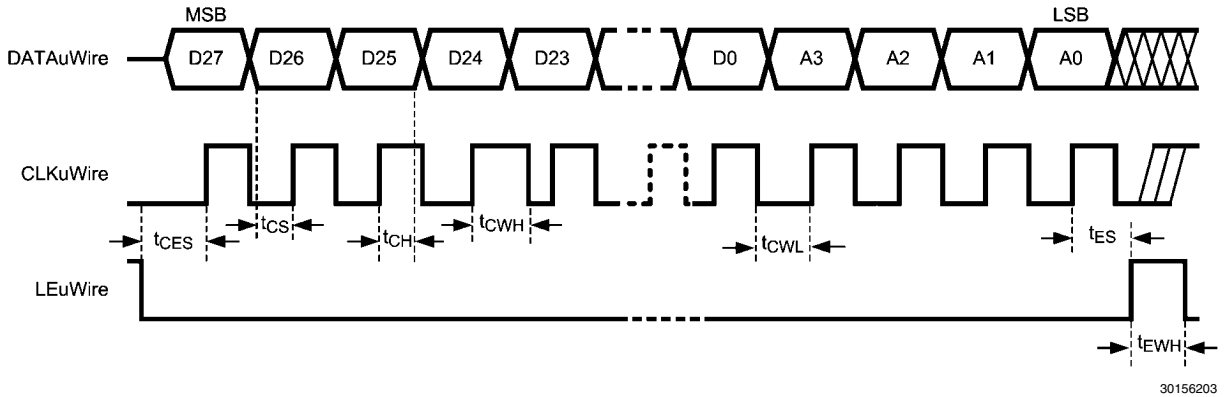 MSB LSB
DATAuWire D27 D26 D25 D24 D23 D0 A3 A2 A1 A0
CLKuWire
tCES tCS tCH tCWH tCWL tES
LEuWire
tEWH
30156203